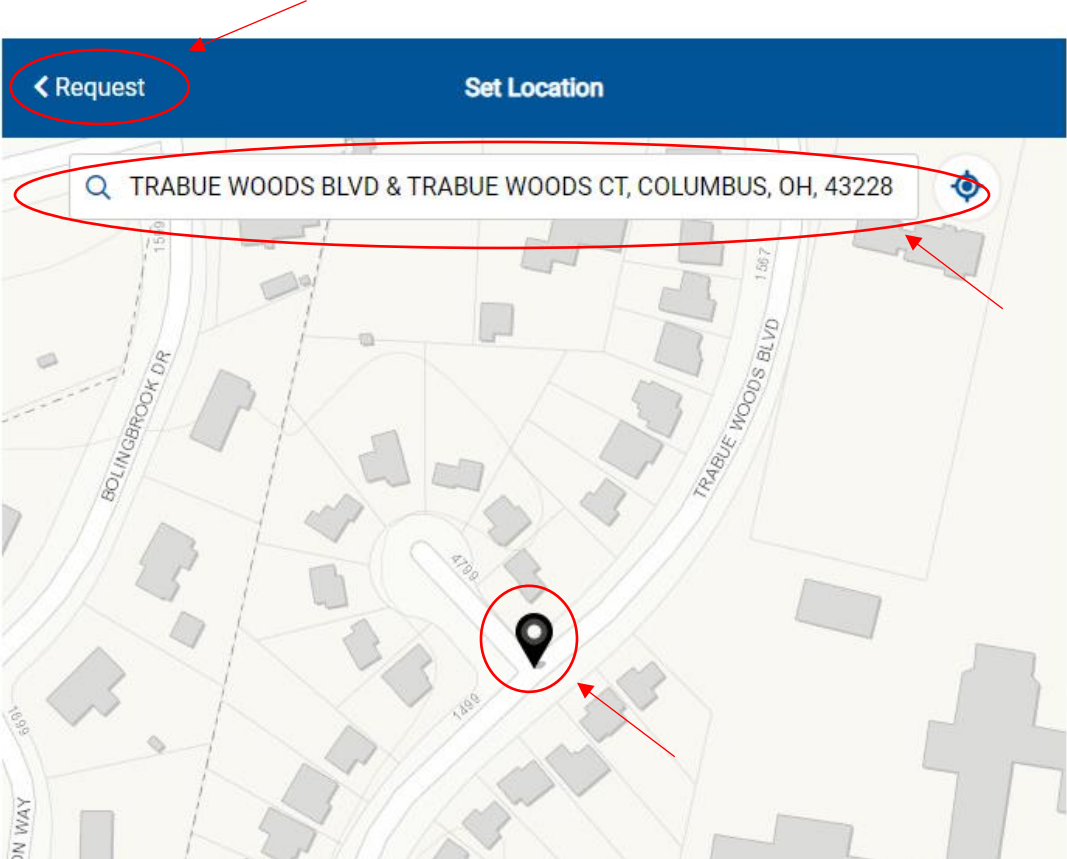 Request
Set Location
TRABUE WOODS BLVD & TRABUE WOODS CT, COLUMBUS, OH, 43228
1567
BOLINGBROOK DR
TRABUE WOODS BLVD
4799
1499
1699
ON WAY